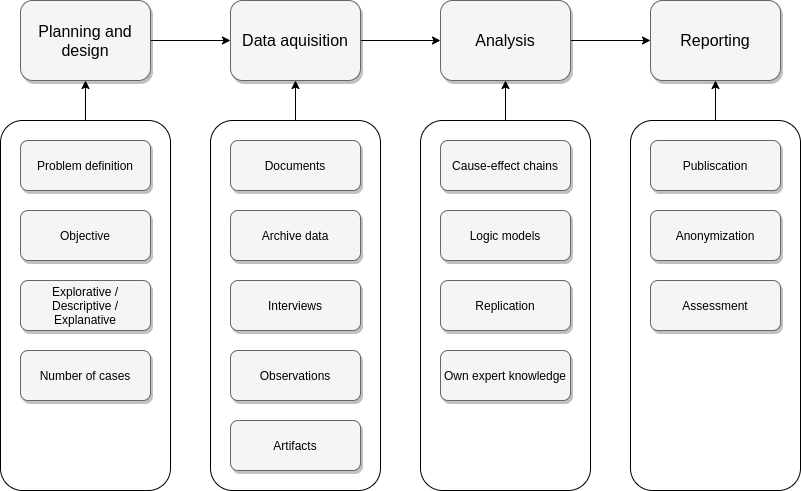 Planning and
design
Data aquisition
Analysis
Reporting
Problem definition
Objective
Explorative /
Descriptive /
Explanative
Number of cases
Documents
Archive data
Interviews
Observations
Artifacts
Cause-effect chains
Logic models
Replication
Own expert knowledge
Publiscation
Anonymization
Assessment